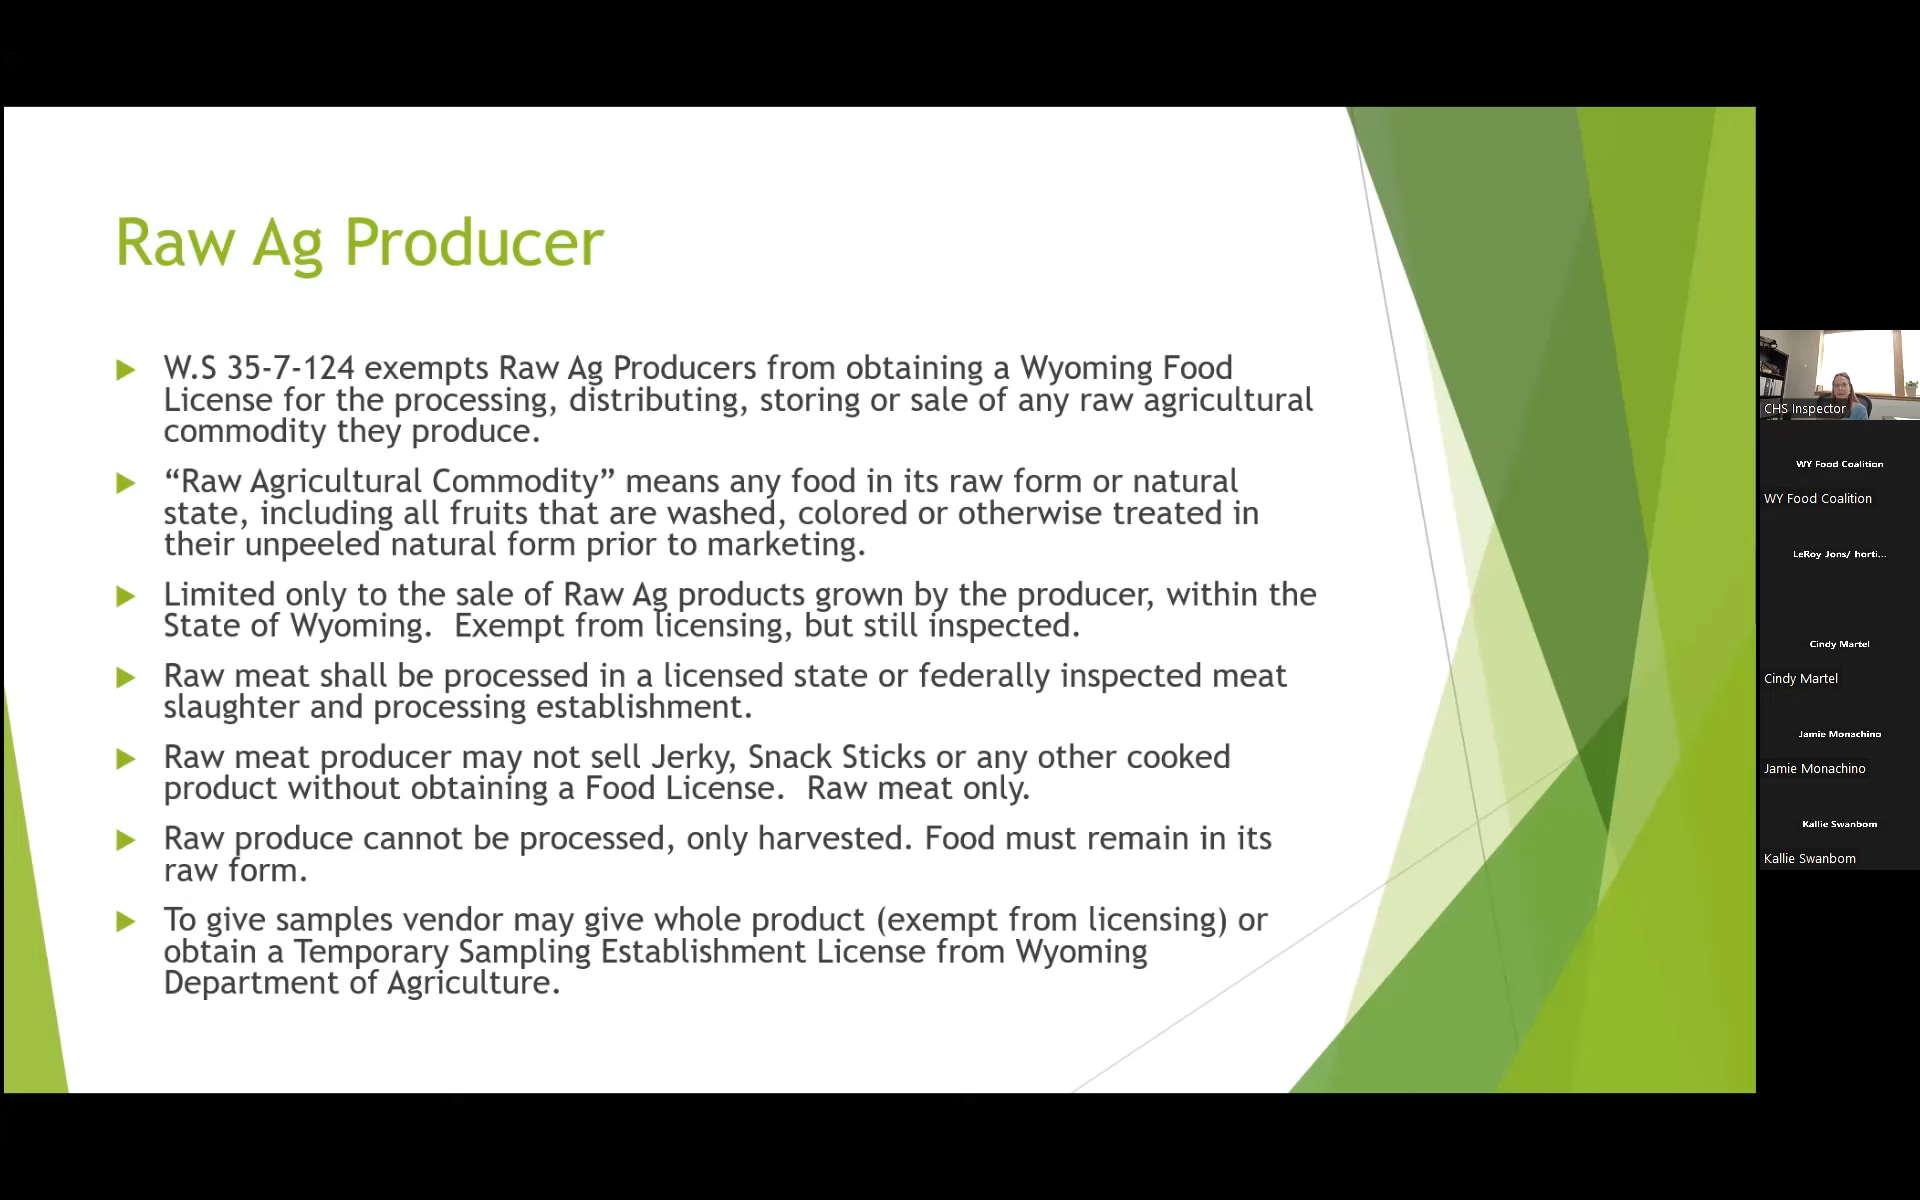 Raw Ag Producer
W.S 35-7-124 exempts Raw Ag Producers from obtaining a Wyoming Food
License for the processing, distributing, storing or sale of any raw agricultural
commodity they produce.
“Raw Agricultural Commodity” means any food in its raw form or natural
state, including all fruits that are washed, colored or otherwise treated in
their unpeeled natural form prior to marketing.
Limited only to the sale of Raw Ag products grown by the producer, within the
State of Wyoming.  Exempt from licensing, but still inspected.
Raw meat shall be processed in a licensed state or federally inspected meat
slaughter and processing establishment.
Raw meat producer may not sell Jerky, Snack Sticks or any other cooked
product without obtaining a Food License.  Raw meat only.
Raw produce cannot be processed, only harvested. Food must remain in its
raw form.
To give samples vendor may give whole product (exempt from licensing) or
obtain a Temporary Sampling Establishment License from Wyoming
Department of Agriculture.
CHS Inspector
WY Food Coalition
WY Food Coalition
LeRoy Jons/ horti...
Cindy Martel
Cindy Martel
Jamie Monachino
Jamie Monachino
Kallie Swanbom
Kallie Swanbom